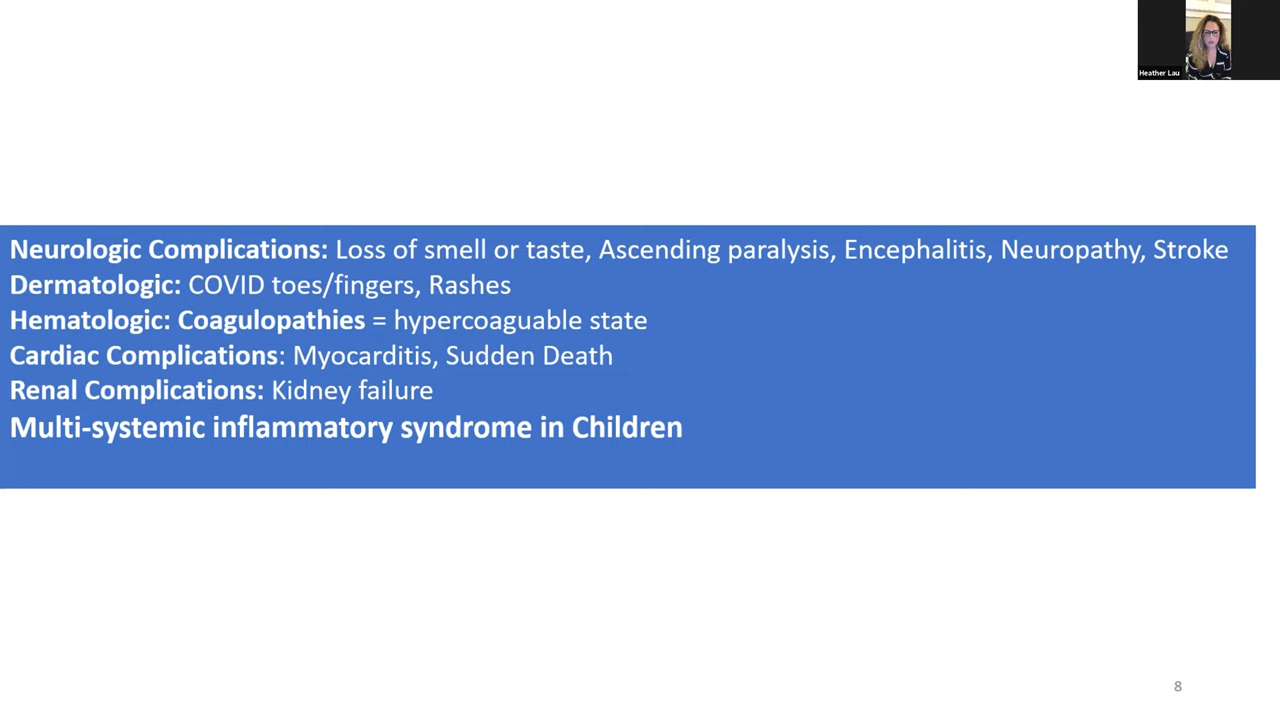 Heather Lau
Neurologic Complications: Loss of smell or taste, Ascending paralysis, Encephalitis, Neuropathy, Stroke
Dermatologic: COVID toes/fingers, Rashes
Hematologic: Coagulopathies = hypercoaguable state
Cardiac Complications: Myocarditis, Sudden Death
Renal Complications: Kidney failure
Multi-systemic inflammatory syndrome in Children
8